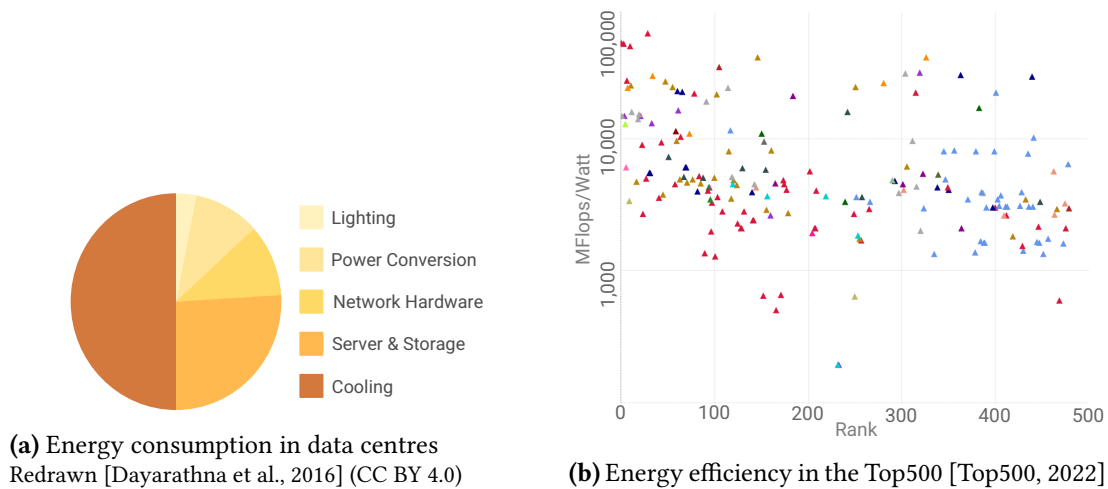 Lighting
Power Conversion
Network Hardware
Server & Storage
Cooling
(a) Energy consumption in data centres
Redrawn [Dayarathna et al., 2016] (CC BY 4.0)
MFlops/Watt
100,000
10,000
1,000
0 100 200 300 400 500
Rank
(b) Energy efficiency in the Top500 [Top500, 2022]